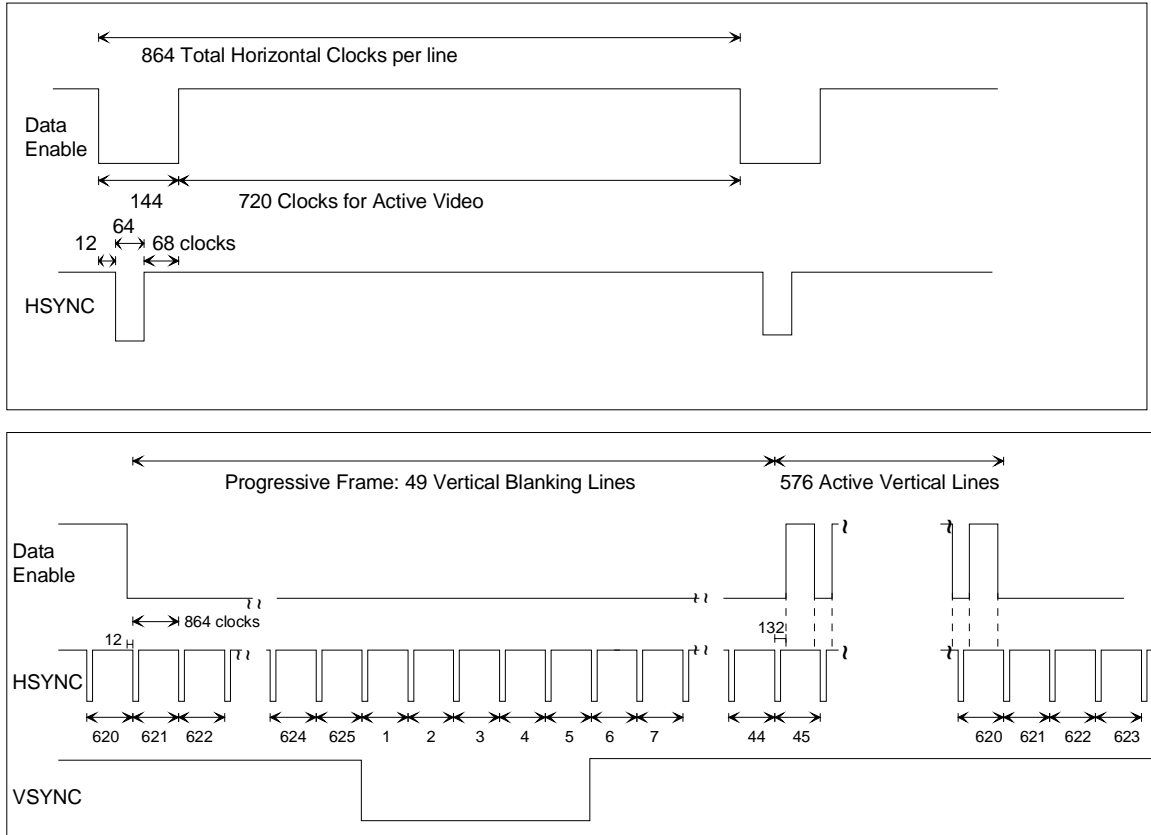 864 Total Horizontal Clocks per line
Data
Enable
144
720 Clocks for Active Video
64
12
68 clocks
HSYNC
Progressive Frame: 49 Vertical Blanking Lines
576 Active Vertical Lines
Data
Enable
864 clocks
12
132
HSYNC
620 621 622 624 625 1 2 3 4 5 6 7 44 45 620 621 622 623
VSYNC